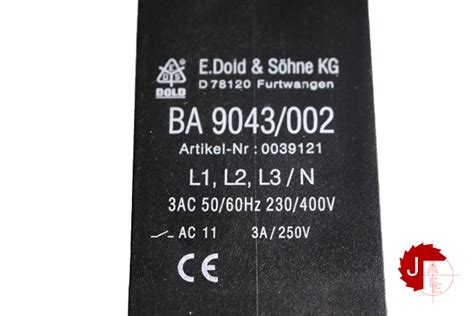 E.Dold & Söhne KG
D 78120 Furtwangen
DOLD
BA 9043/002
Artikel-Nr : 0039121
L1, L2, L3 / N
3AC 50/60Hz 230/400V
AC 11 3A/250V
CE
J